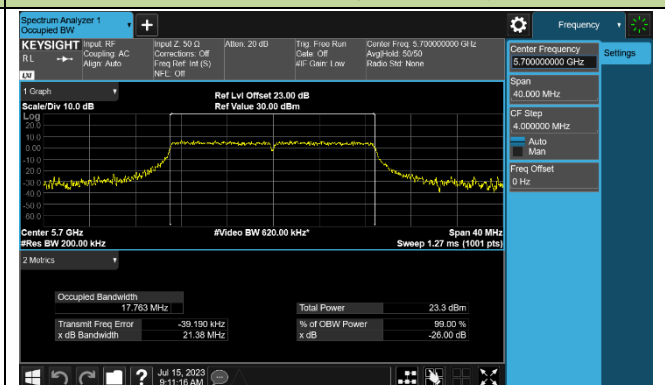 Spectrum Analyzer 1
Occupied BW
+
Frequency
KEYSIGHT
Input: RF
Input Z: 50 Ω
Atten: 20 dB
Trig: Free Run
Center Freq: 5.700000000 GHz
RL
Coupling: AC
Corrections: Off
Gate: Off
Avg|Hold: 50/50
Align: Auto
Freq Ref: Int (S)
#IF Gain: Low
Radio Std: None
NFE: Off
Center Frequency
5.700000000 GHz
Settings
Span
40.000 MHz
CF Step
4.000000 MHz
Auto
Man
Freq Offset
0 Hz
1 Graph
Ref Lvl Offset 23.00 dB
Scale/Div 10.0 dB
Ref Value 30.00 dBm
Log
20.0
10.0
0.00
-10.0
-20.0
-30.0
-40.0
-50.0
-60.0
Center 5.7 GHz
#Video BW 620.00 kHz*
Span 40 MHz
#Res BW 200.00 kHz
Sweep 1.27 ms (1001 pts)
2 Metrics
Occupied Bandwidth
17.763 MHz
Total Power
23.3 dBm
Transmit Freq Error
-39.190 kHz
% of OBW Power
99.00 %
x dB Bandwidth
21.38 MHz
x dB
-26.00 dB
?
Jul 15, 2023
9:11:16 AM